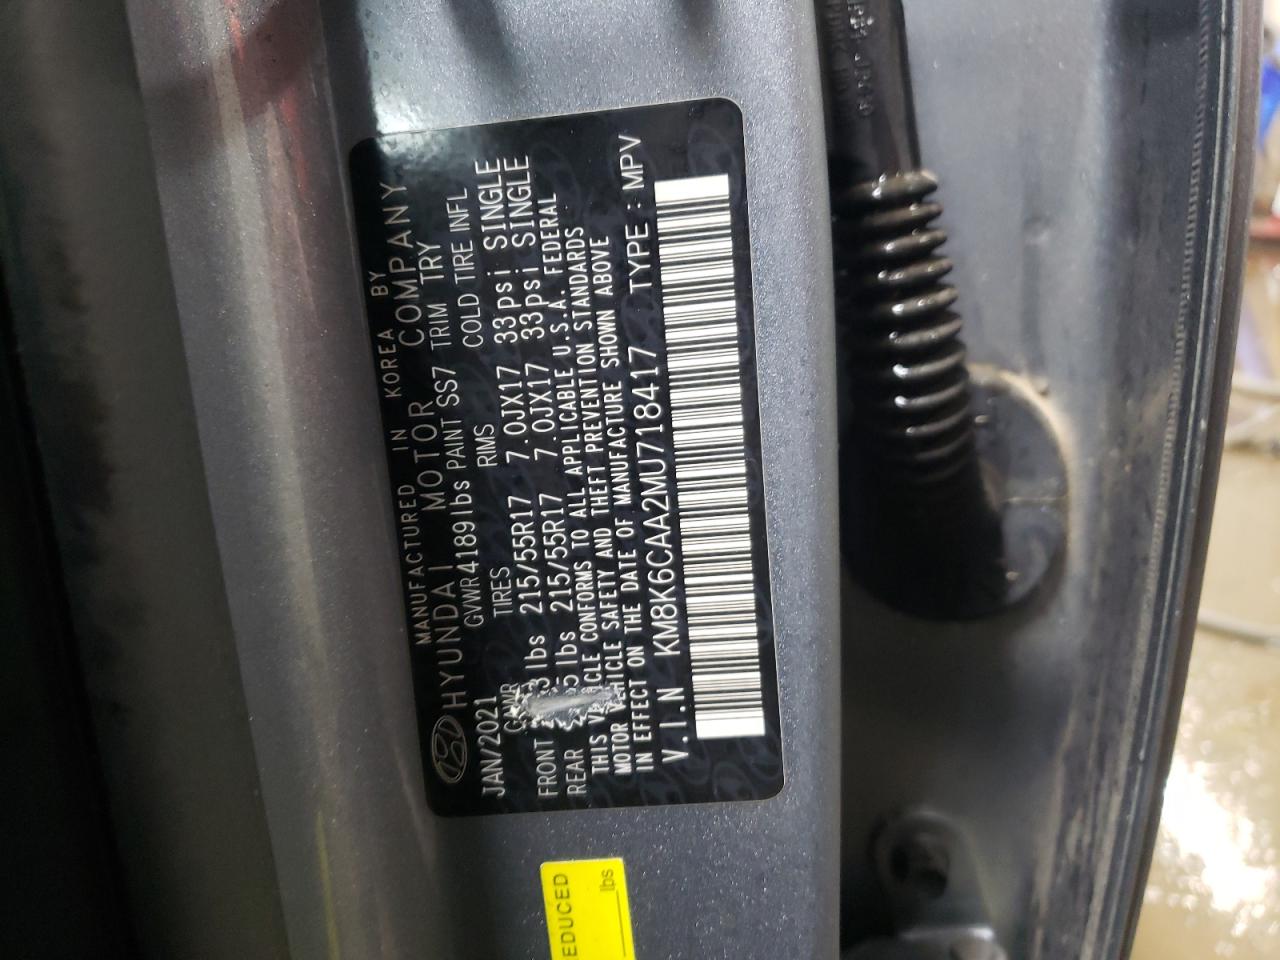 MANUFACTURED IN KOREA BY
HYUNDAI MOTOR COMPANY
JAN/2021 GVWR4189lbs PAINT SS7 TRIM TRY
GAWR TIRES RIMS COLD TIRE INFL
FRONT lbs 215/55R17 7.0JX17 33psi SINGLE
REAR lbs 215/55R17 7.0JX17 33psi SINGLE
THIS VEHICLE CONFORMS TO ALL APPLICABLE U.S.A. FEDERAL
MOTOR VEHICLE SAFETY AND THEFT PREVENTION STANDARDS
IN EFFECT ON THE DATE OF MANUFACTURE SHOWN ABOVE
V.I.N KM8K6CAA2MU718417 TYPE : MPV
EDUCED
lbs